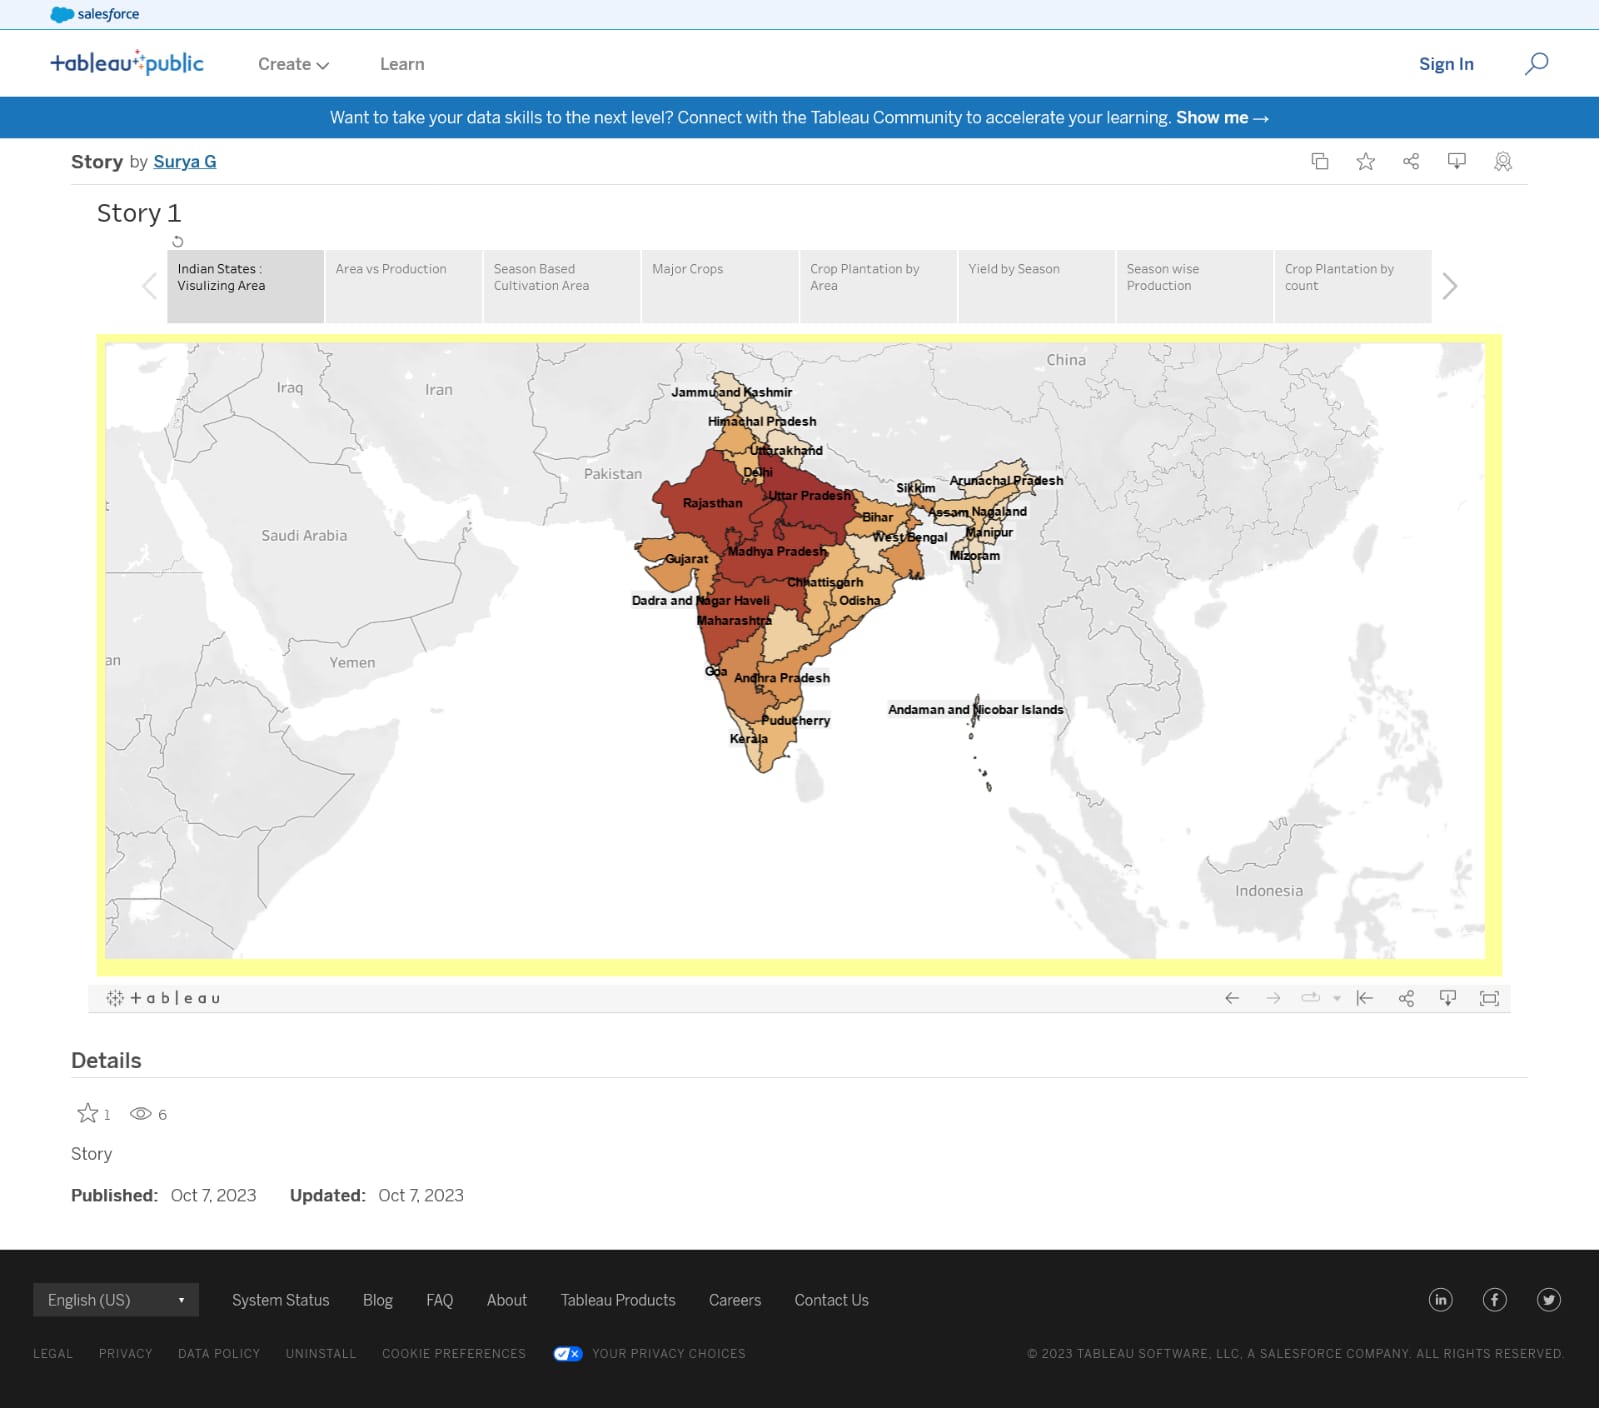 salesforce
tableau public
Create
Learn
Sign In
Want to take your data skills to the next level? Connect with the Tableau Community to accelerate your learning. Show me →
Story by Surya G
Story 1
Indian States :
Visulizing Area
Area vs Production
Season Based
Cultivation Area
Major Crops
Crop Plantation by
Area
Yield by Season
Season wise
Production
Crop Plantation by
count
China
Iraq
Iran
Jammu and Kashmir
Himachal Pradesh
Uttarakhand
Pakistan
Delhi
Arunachal Pradesh
Sikkim
Rajasthan
Uttar Pradesh
Bihar
Assam
Nagaland
Saudi Arabia
West Bengal
Manipur
Gujarat
Madhya Pradesh
Mizoram
Chhattisgarh
Dadra and Nagar Haveli
Odisha
Maharashtra
an
Yemen
Goa
Andhra Pradesh
Andaman and Nicobar Islands
Puducherry
Kerala
Indonesia
+ a b l e a u
Details
1
6
Story
Published: Oct 7, 2023
Updated: Oct 7, 2023
English (US)
System Status
Blog
FAQ
About
Tableau Products
Careers
Contact Us
LEGAL
PRIVACY
DATA POLICY
UNINSTALL
COOKIE PREFERENCES
YOUR PRIVACY CHOICES
© 2023 TABLEAU SOFTWARE, LLC, A SALESFORCE COMPANY. ALL RIGHTS RESERVED.